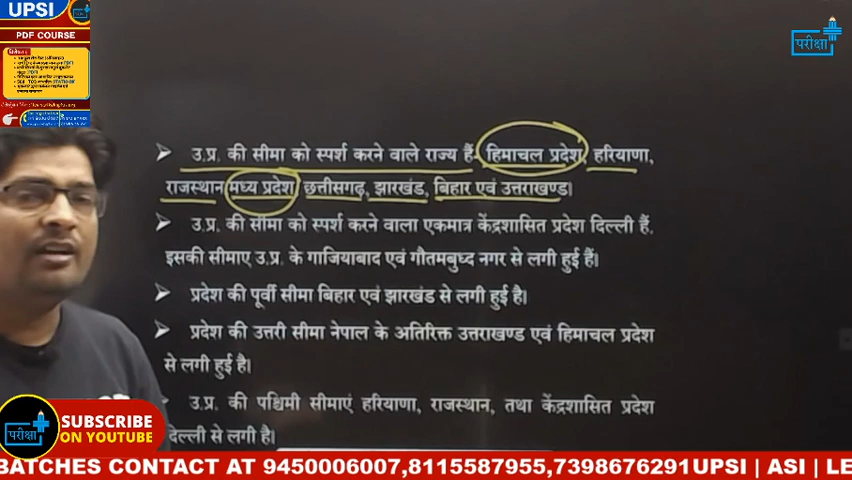 UPSI
PDF COURSE
परीक्षा
उ.प्र. की सीमा को स्पर्श करने वाले राज्य हैं- हिमाचल प्रदेश, हरियाणा,
राजस्थान मध्य प्रदेश छत्तीसगढ़, झारखंड, बिहार एवं उत्तराखण्ड।
उ.प्र. की सीमा को स्पर्श करने वाला एकमात्र केंद्रशासित प्रदेश दिल्ली हैं,
इसकी सीमाए उ.प्र. के गाजियाबाद एवं गौतमबुध्द नगर से लगी हुई हैं।
प्रदेश की पूर्वी सीमा बिहार एवं झारखंड से लगी हुई है।
प्रदेश की उत्तरी सीमा नेपाल के अतिरिक्त उत्तराखण्ड एवं हिमाचल प्रदेश
से लगी हुई है।
उ.प्र. की पश्चिमी सीमाएं हरियाणा, राजस्थान, तथा केंद्रशासित प्रदेश
दिल्ली से लगी है।
परीक्षा
SUBSCRIBE
ON YOUTUBE
BATCHES CONTACT AT 9450006007,8115587955,7398676291UPSI | ASI | LE